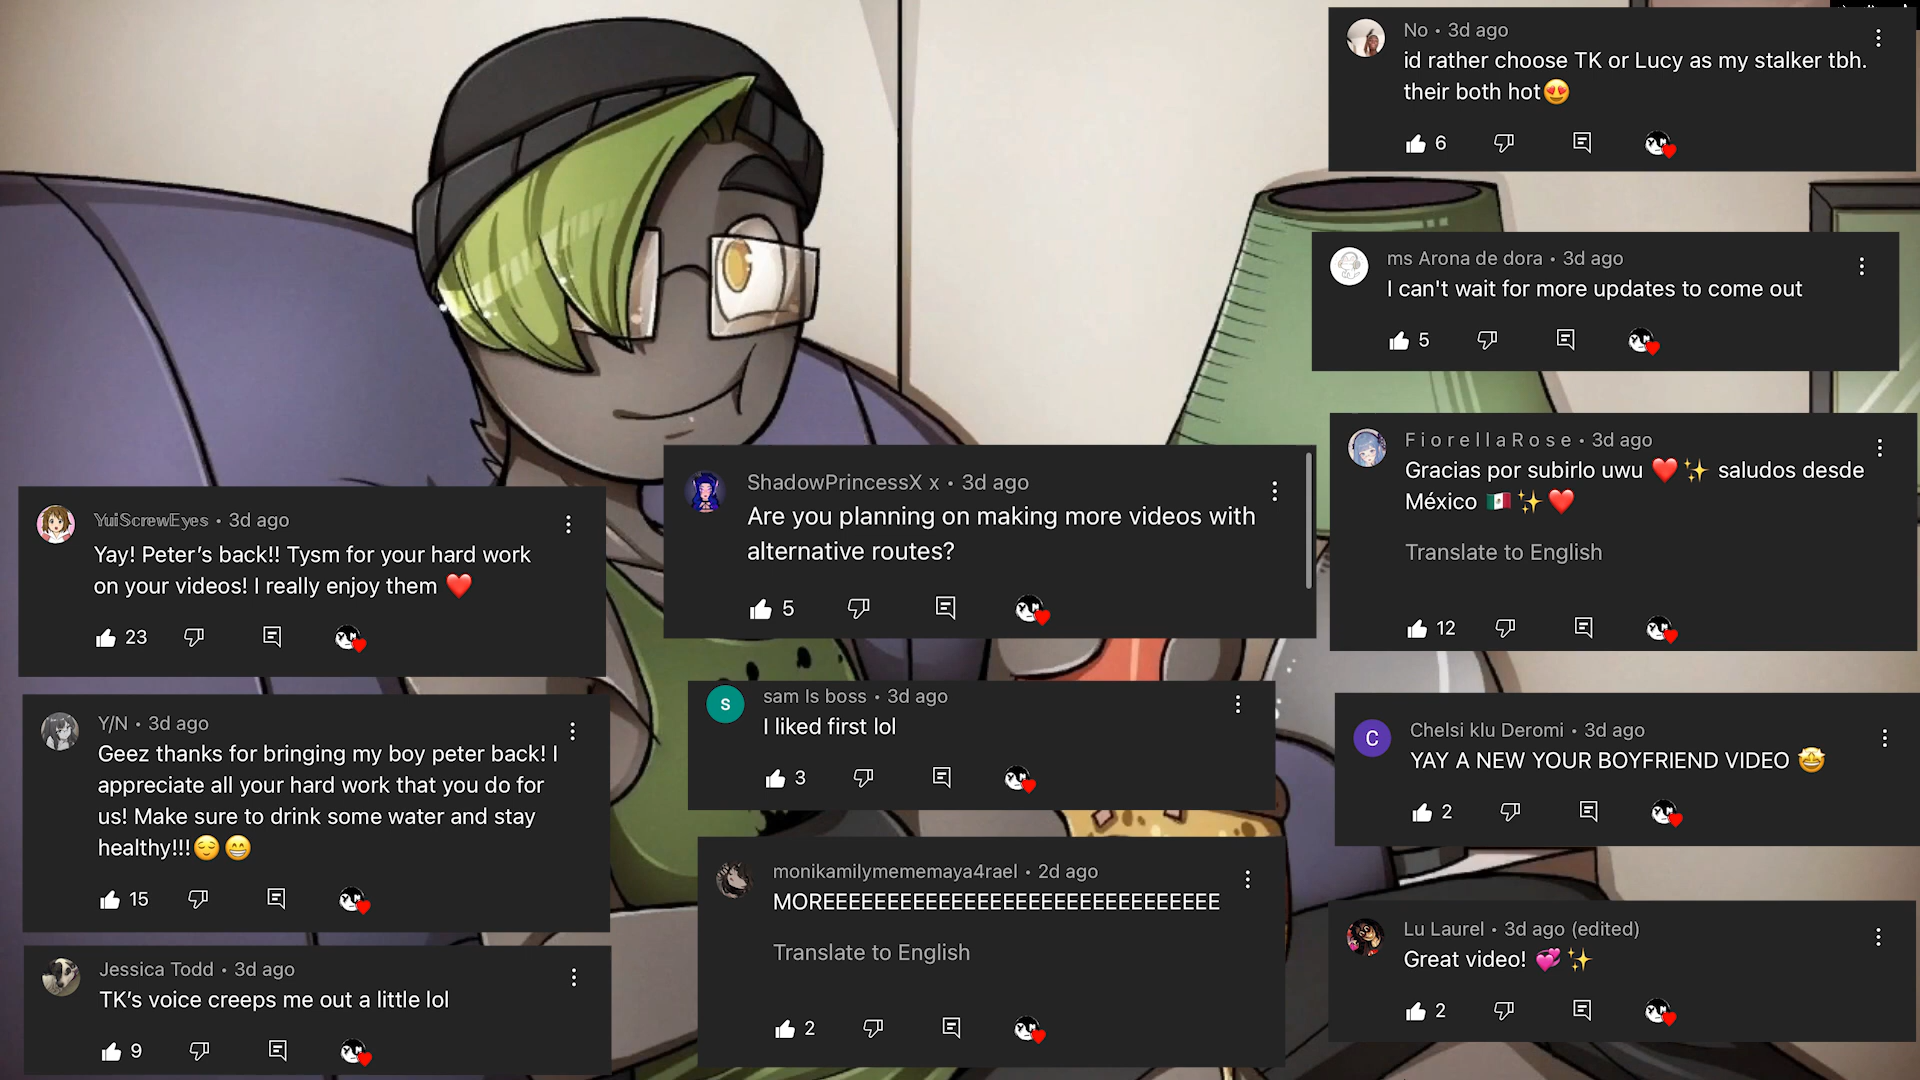 YuiScrewEyes • 3d ago
Yay! Peter’s back!! Tysm for your hard work
on your videos! I really enjoy them ❤️
23
Y/N • 3d ago
Geez thanks for bringing my boy peter back! I
appreciate all your hard work that you do for
us! Make sure to drink some water and stay
healthy!!!😌😁
15
Jessica Todd • 3d ago
TK’s voice creeps me out a little lol
9
ShadowPrincessX x • 3d ago
Are you planning on making more videos with
alternative routes?
5
S
sam Is boss • 3d ago
I liked first lol
3
monikamilymememaya4rael • 2d ago
MOREEEEEEEEEEEEEEEEEEEEEEEEEEEEEEE
Translate to English
2
No • 3d ago
id rather choose TK or Lucy as my stalker tbh.
their both hot😍
6
ms Arona de dora • 3d ago
I can't wait for more updates to come out
5
F i o r e l l a R o s e • 3d ago
Gracias por subirlo uwu ❤️✨ saludos desde
México 🇲🇽✨❤️
Translate to English
12
C
Chelsi klu Deromi • 3d ago
YAY A NEW YOUR BOYFRIEND VIDEO 🤩
2
Lu Laurel • 3d ago (edited)
Great video! 💞✨
2